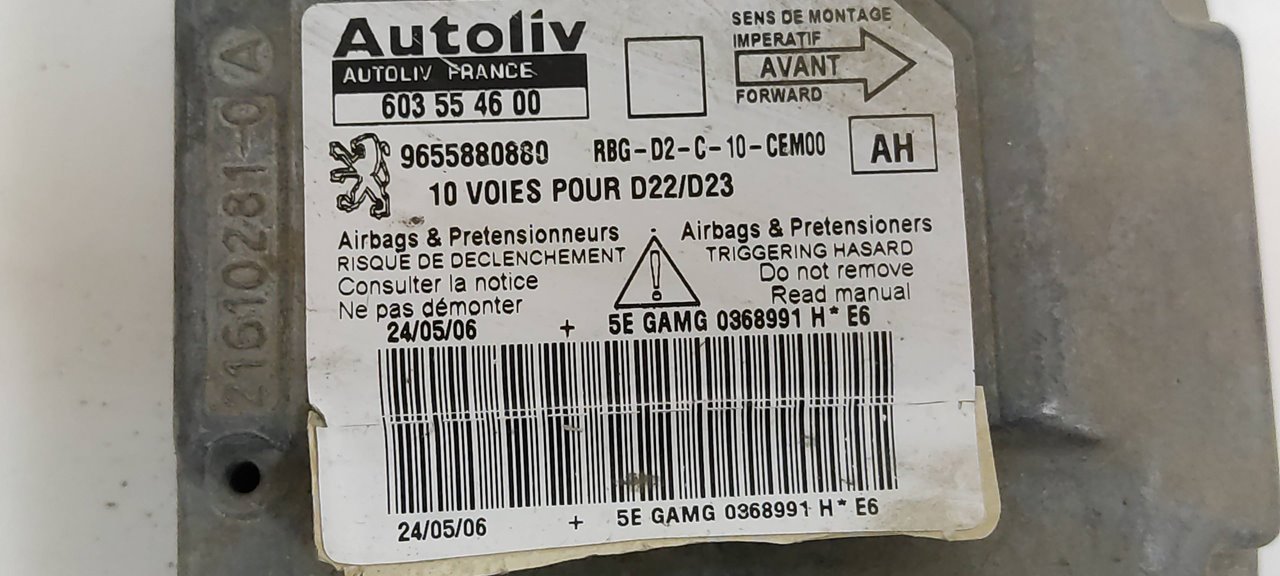 Autoliv
AUTOLIV FRANCE
603 55 46 00
SENS DE MONTAGE
IMPERATIF
AVANT
FORWARD
9655880880 RBG-D2-C-10-CEM00 AH
10 VOIES POUR D22/D23
Airbags & Pretensionneurs
RISQUE DE DECLENCHEMENT
Consulter la notice
Ne pas démonter
Airbags & Pretensioners
TRIGGERING HASARD
Do not remove
Read manual
24/05/06 + 5E GAMG 0368991 H* E6
24/05/06 + 5E GAMG 0368991 H* E6
21610281-0 A